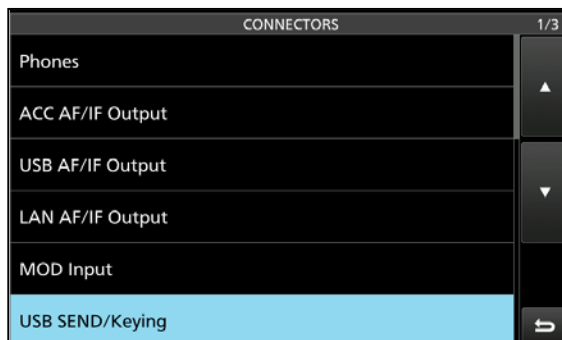 CONNECTORS 1/3
Phones
ACC AF/IF Output
USB AF/IF Output
LAN AF/IF Output
MOD Input
USB SEND/Keying